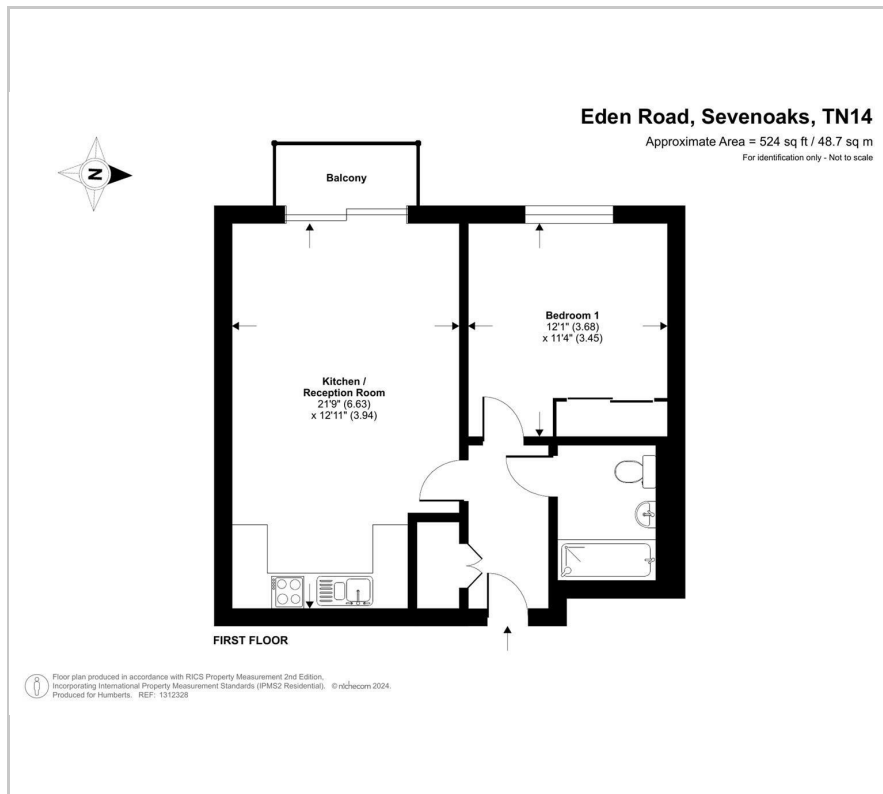 Eden Road, Sevenoaks, TN14
Approximate Area = 524 sq ft / 48.7 sq m
For identification only - Not to scale
N
Balcony
Bedroom 1
12'1" (3.68)
x 11'4" (3.45)
Kitchen /
Reception Room
21'9" (6.63)
x 12'11" (3.94)
FIRST FLOOR
Floor plan produced in accordance with RICS Property Measurement 2nd Edition,
Incorporating International Property Measurement Standards (IPMS2 Residential). © nichecom 2024.
Produced for Humberts. REF: 1312328